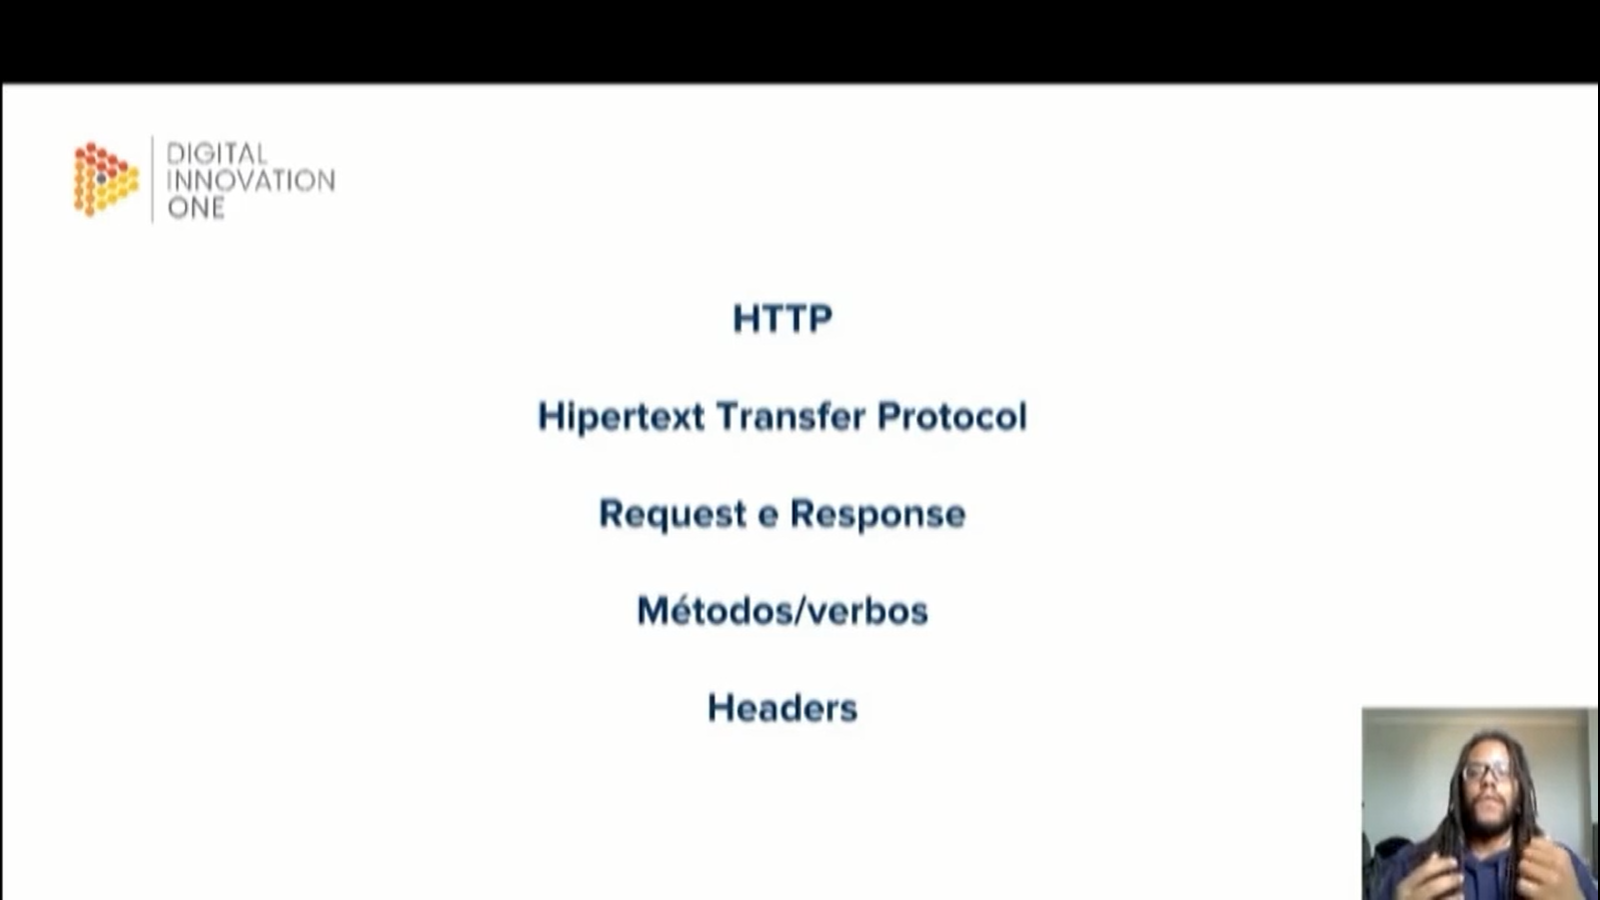 DIGITAL
INNOVATION
ONE
HTTP
Hipertext Transfer Protocol
Request e Response
Métodos/verbos
Headers